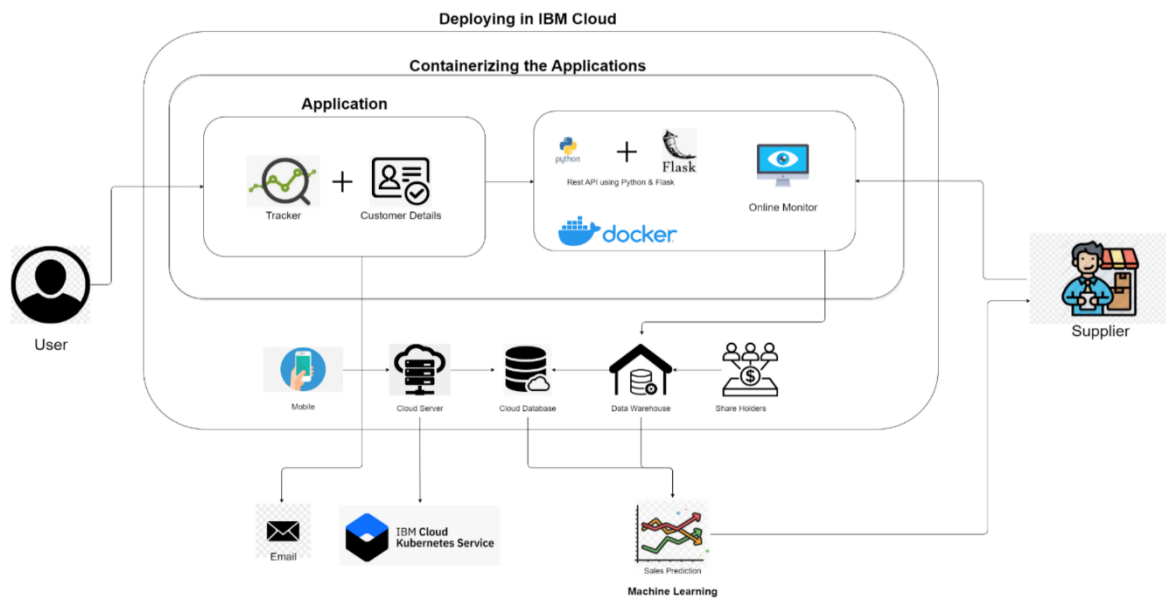 Deploying in IBM Cloud
Containerizing the Applications
Application
python
Flask
Rest API using Python & Flask
Tracker
Customer Details
Online Monitor
docker
User
Supplier
Mobile
Cloud Server
Cloud Database
Data Warehouse
Share Holders
Email
IBM Cloud
Kubernetes Service
Sales Prediction
Machine Learning